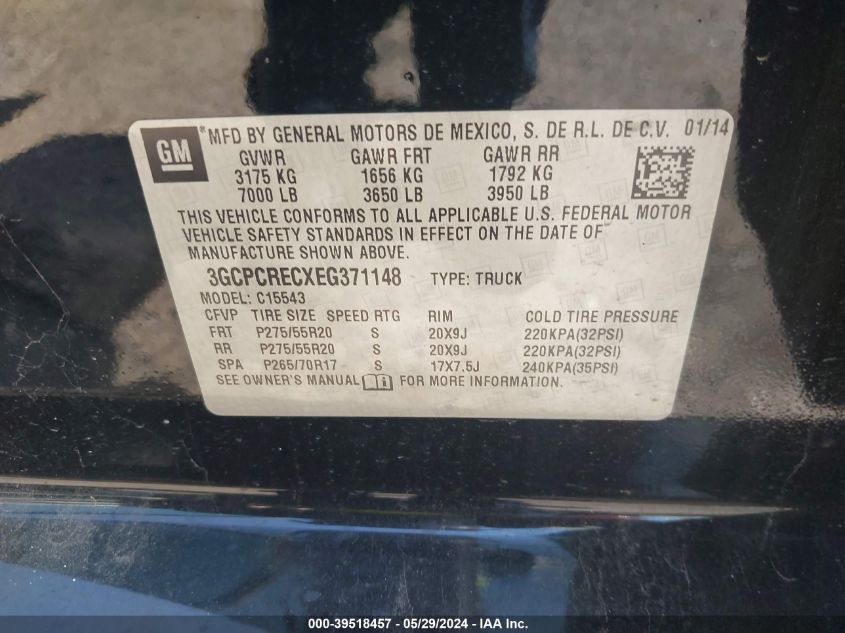 GM
*MFD BY GENERAL MOTORS DE MEXICO, S. DE R.L. DE C.V. 01/14
GVWR GAWR FRT GAWR RR
3175 KG 1656 KG 1792 KG
7000 LB 3650 LB 3950 LB
THIS VEHICLE CONFORMS TO ALL APPLICABLE U.S. FEDERAL MOTOR
VEHICLE SAFETY STANDARDS IN EFFECT ON THE DATE OF
MANUFACTURE SHOWN ABOVE.
3GCPCRECXEG371148 TYPE: TRUCK
MODEL: C15543
CFVP TIRE SIZE SPEED RTG RIM COLD TIRE PRESSURE
FRT P275/55R20 S 20X9J 220KPA(32PSI)
RR P275/55R20 S 20X9J 220KPA(32PSI)
SPA P265/70R17 S 17X7.5J 240KPA(35PSI)
SEE OWNER'S MANUAL FOR MORE INFORMATION.
000-39518457 - 05/29/2024 - IAA Inc.